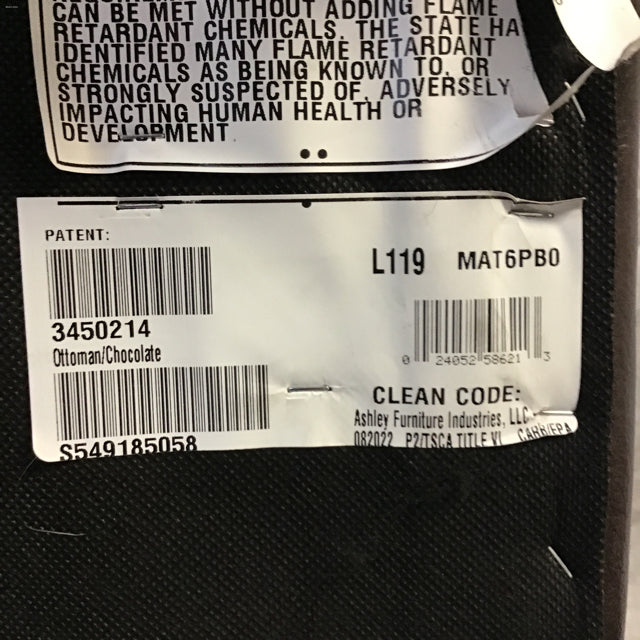 CAN BE MET WITHOUT ADDING FLAME
RETARDANT CHEMICALS. THE STATE HA
IDENTIFIED MANY FLAME RETARDANT
CHEMICALS AS BEING KNOWN TO, OR
STRONGLY SUSPECTED OF, ADVERSELY
IMPACTING HUMAN HEALTH OR
DEVELOPMENT
PATENT:
L119 MAT6PB0
3450214
Ottoman/Chocolate
0 24052 58621 3
CLEAN CODE:
Ashley Furniture Industries, LLC
082022 P2/TSCA TITLE VI CARB/EPA
S549185058